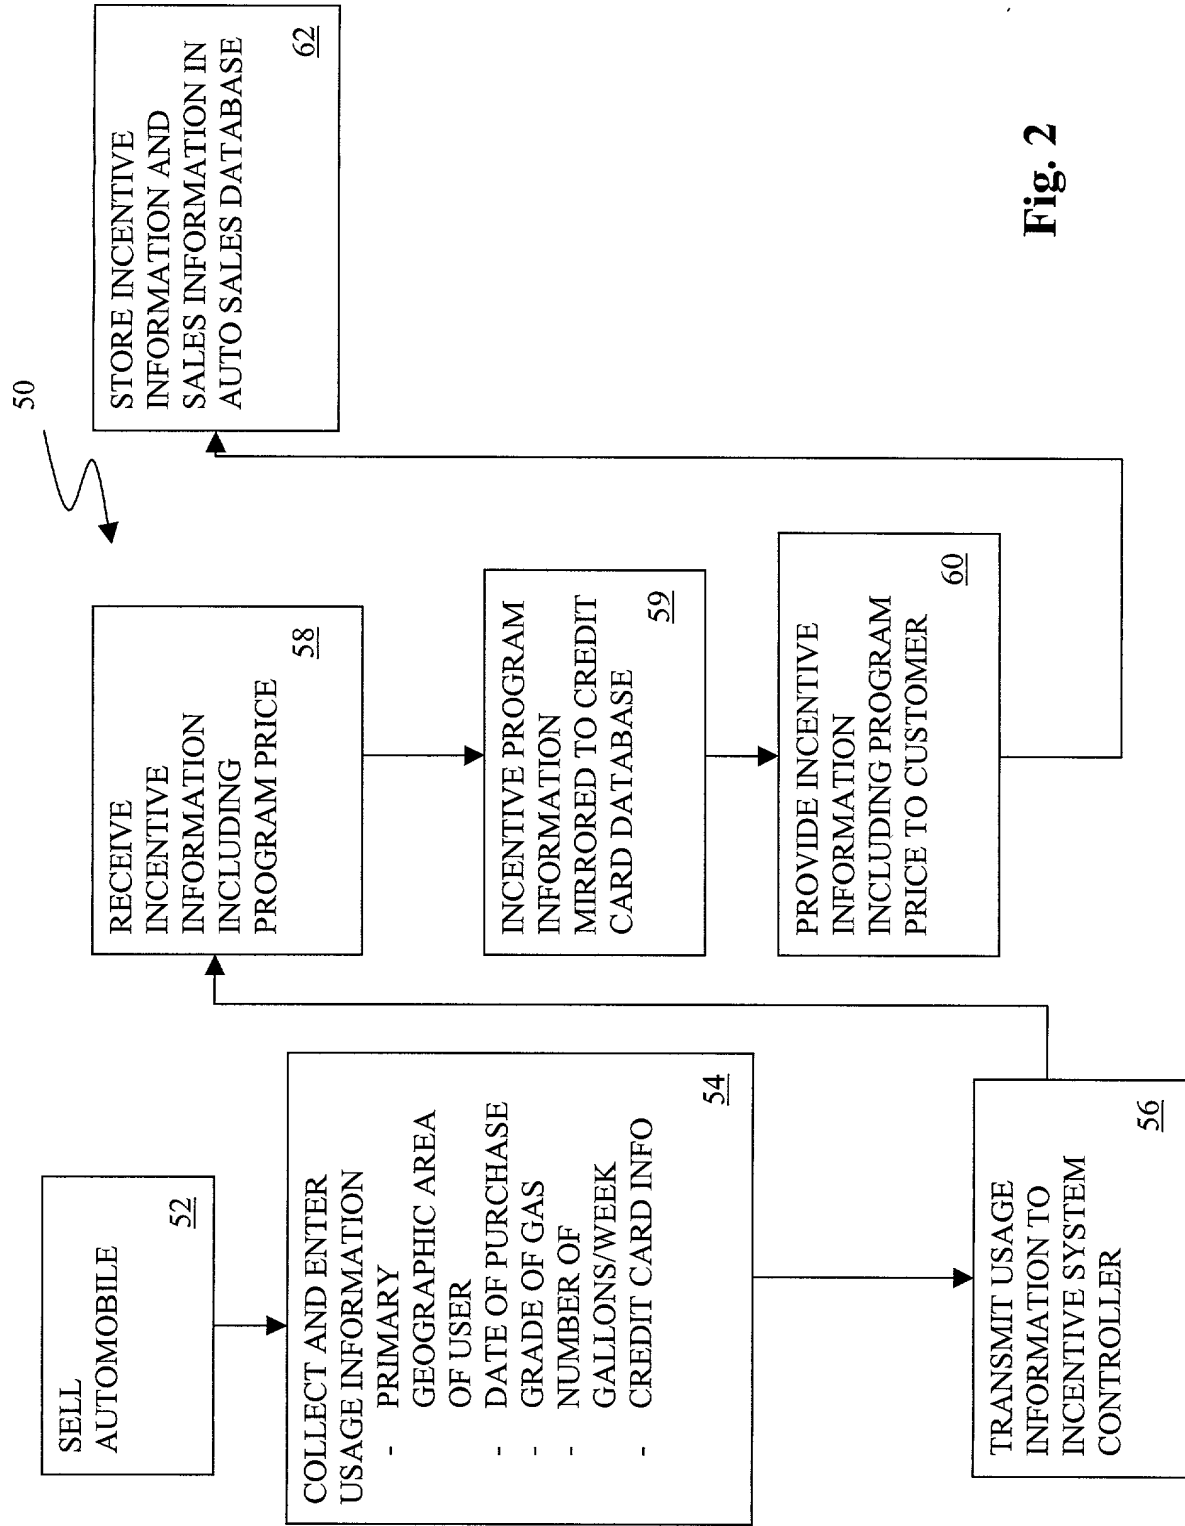 50
SELL
AUTOMOBILE
52
COLLECT AND ENTER
USAGE INFORMATION
- PRIMARY
GEOGRAPHIC AREA
OF USER
- DATE OF PURCHASE
- GRADE OF GAS
- NUMBER OF
GALLONS/WEEK
- CREDIT CARD INFO
54
TRANSMIT USAGE
INFORMATION TO
INCENTIVE SYSTEM
CONTROLLER
56
RECEIVE
INCENTIVE
INFORMATION
INCLUDING
PROGRAM PRICE
58
INCENTIVE PROGRAM
INFORMATION
MIRRORED TO CREDIT
CARD DATABASE
59
PROVIDE INCENTIVE
INFORMATION
INCLUDING PROGRAM
PRICE TO CUSTOMER
60
STORE INCENTIVE
INFORMATION AND
SALES INFORMATION IN
AUTO SALES DATABASE
62
Fig. 2